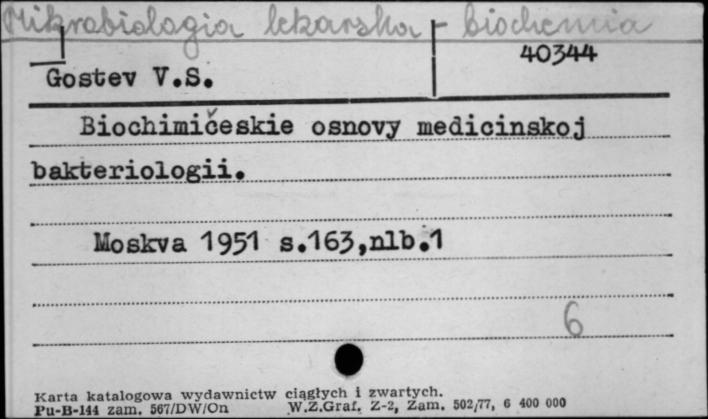 Mikrobiologia lekarska - biochemia
40344
Gostev V.S.
Biochimičeskie osnovy medicinskoj
bakteriologii.
Moskva 1951 s.163,nlb.1
6
Karta katalogowa wydawnictw ciągłych i zwartych.
Pu-B-144 zam. 567/DW/On W.Z.Graf. Z-2, Zam. 502/77, 6 400 000